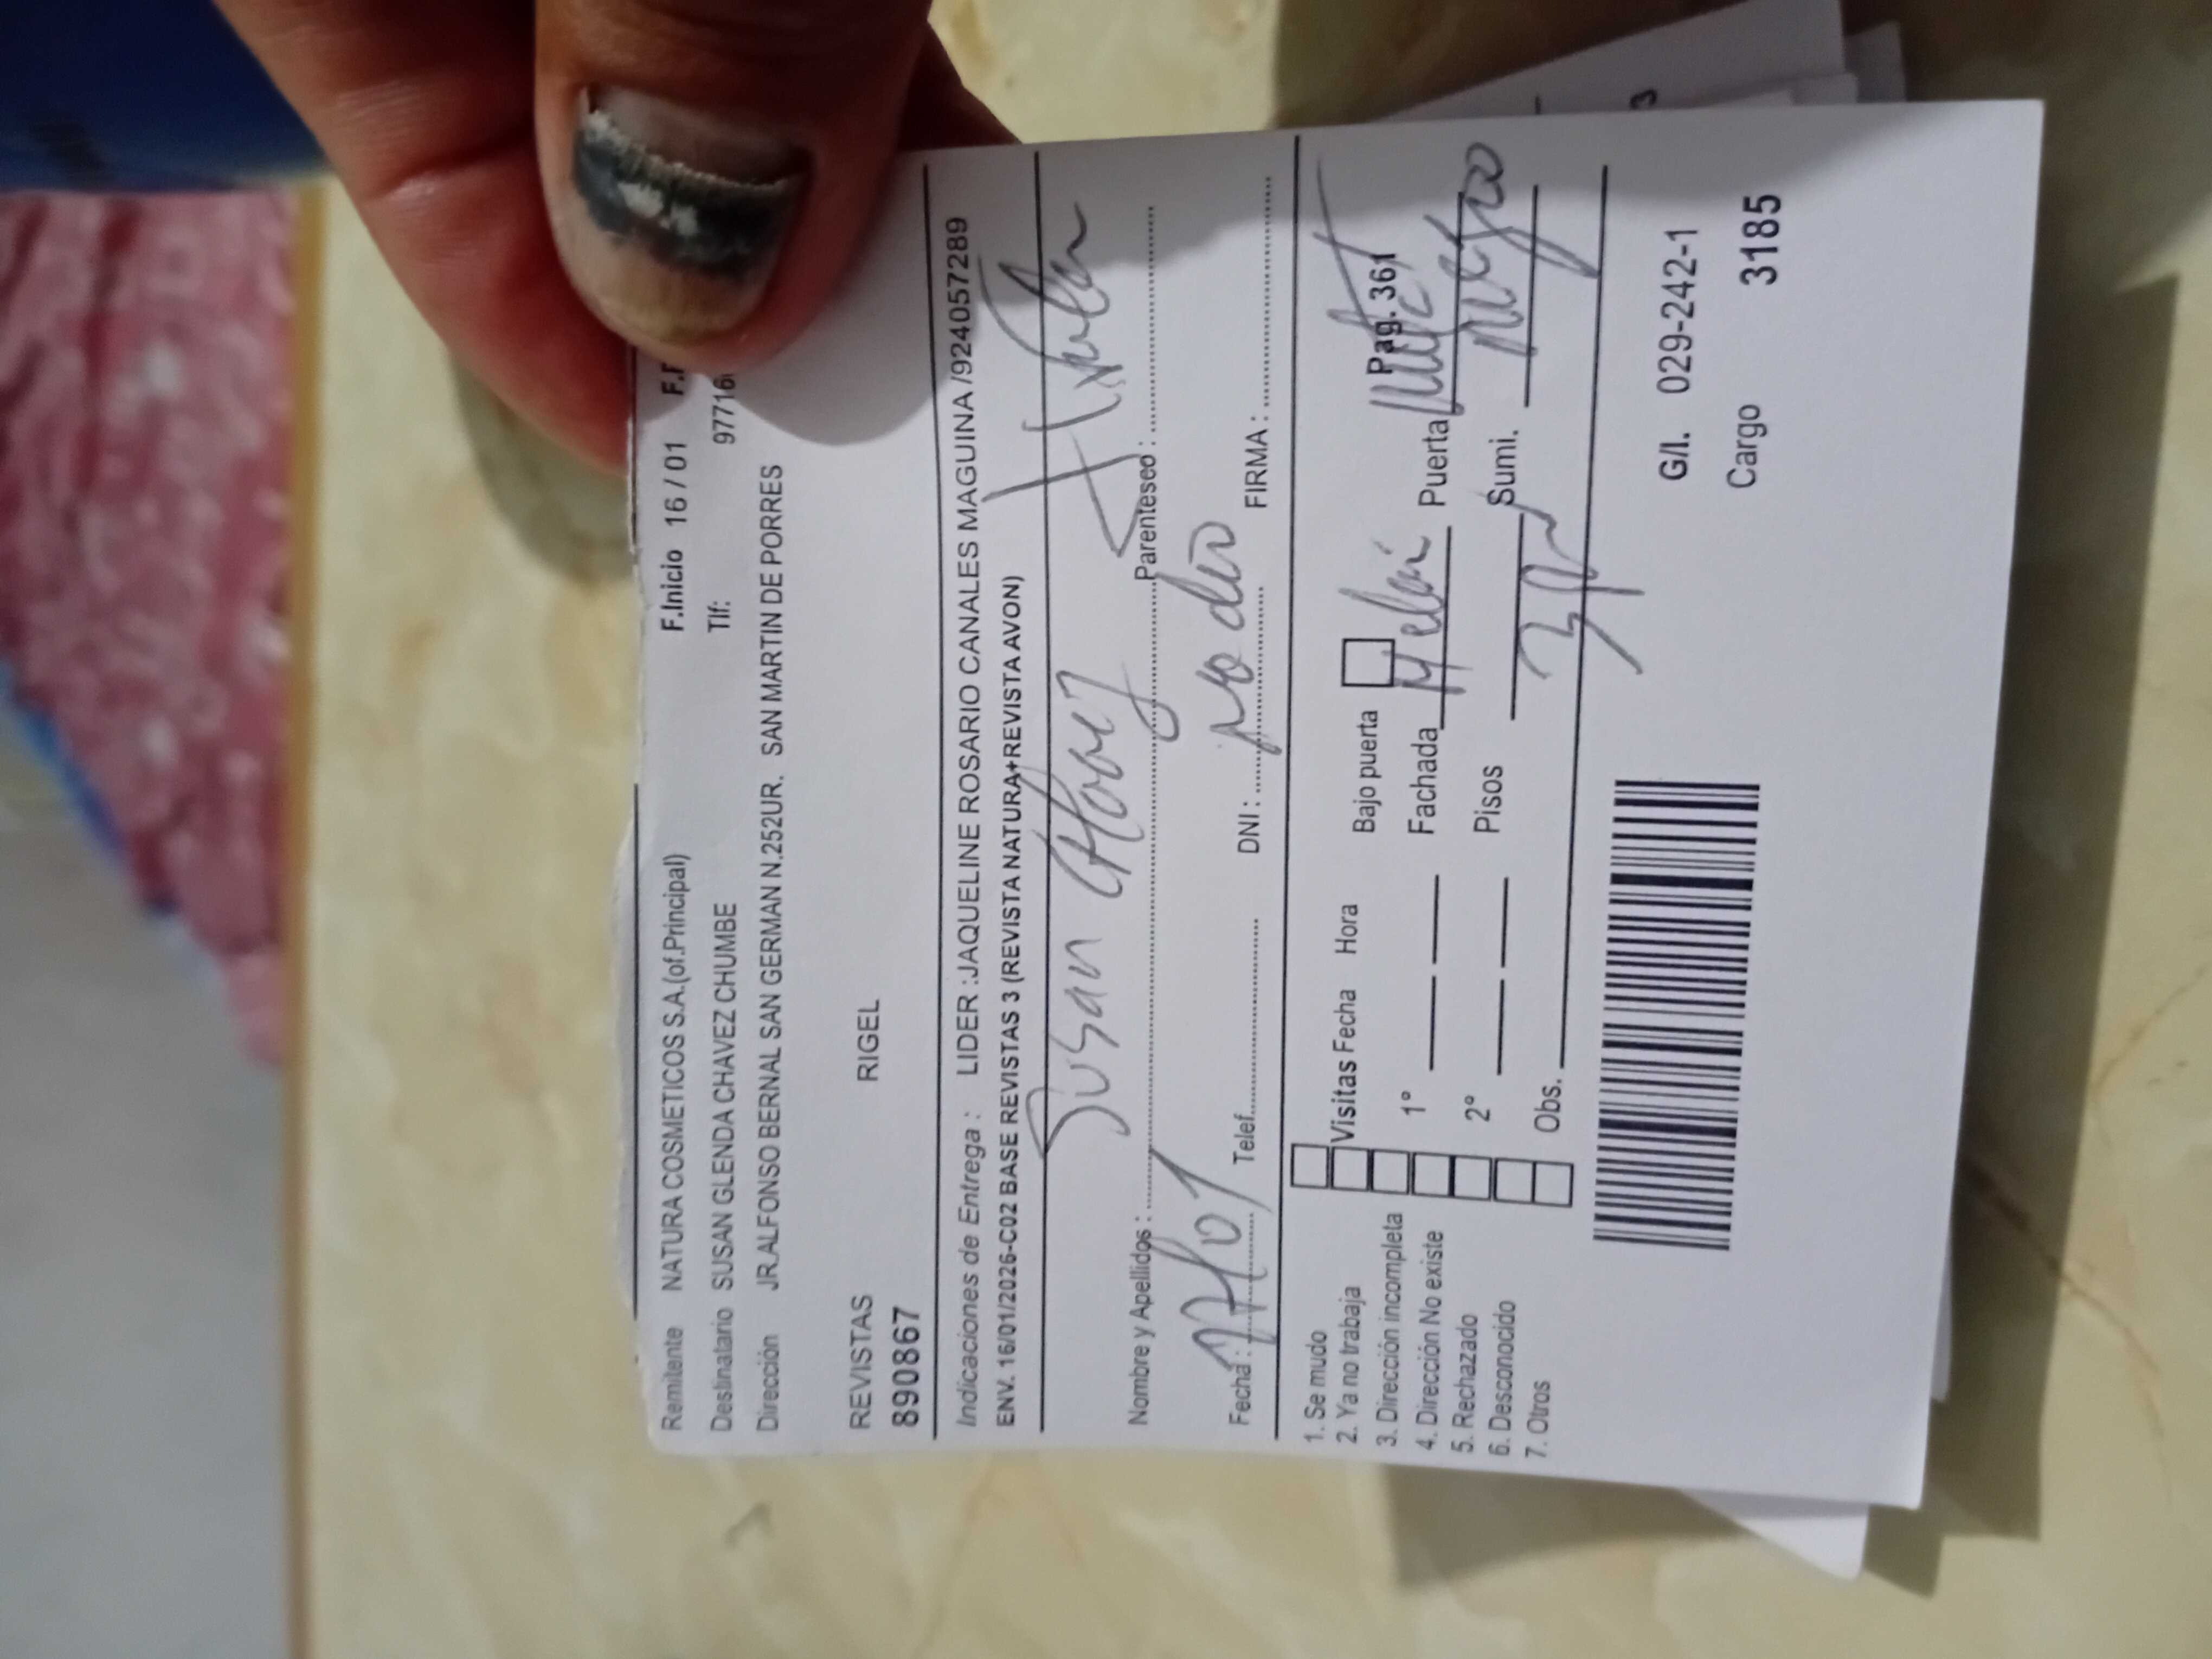 Remitente NATURA COSMETICOS S.A.(of.Principal) F.Inicio 16 / 01
Destinatario SUSAN GLENDA CHAVEZ CHUMBE Tlf: 97716
Dirección JR.ALFONSO BERNAL SAN GERMAN N.252UR. SAN MARTIN DE PORRES
REVISTAS RIGEL
890867
Indicaciones de Entrega : LIDER :JAQUELINE ROSARIO CANALES MAGUINA /924057289
ENV. 16/01/2026-C02 BASE REVISTAS 3 (REVISTA NATURA+REVISTA AVON)
Susan
Nombre y Apellidos : Parentesco :
Fecha : 17/01 Telef. DNI : no dio FIRMA :
1. Se mudo
2. Ya no trabaja
3. Dirección incompleta
4. Dirección No existe
5. Rechazado
6. Desconocido
7. Otros
Visitas Fecha Hora Bajo puerta Pag. 361
1° Fachada Puerta
2° Pisos 3 Sumi. negro
Obs.
G/I. 029-242-1
Cargo 3185
3